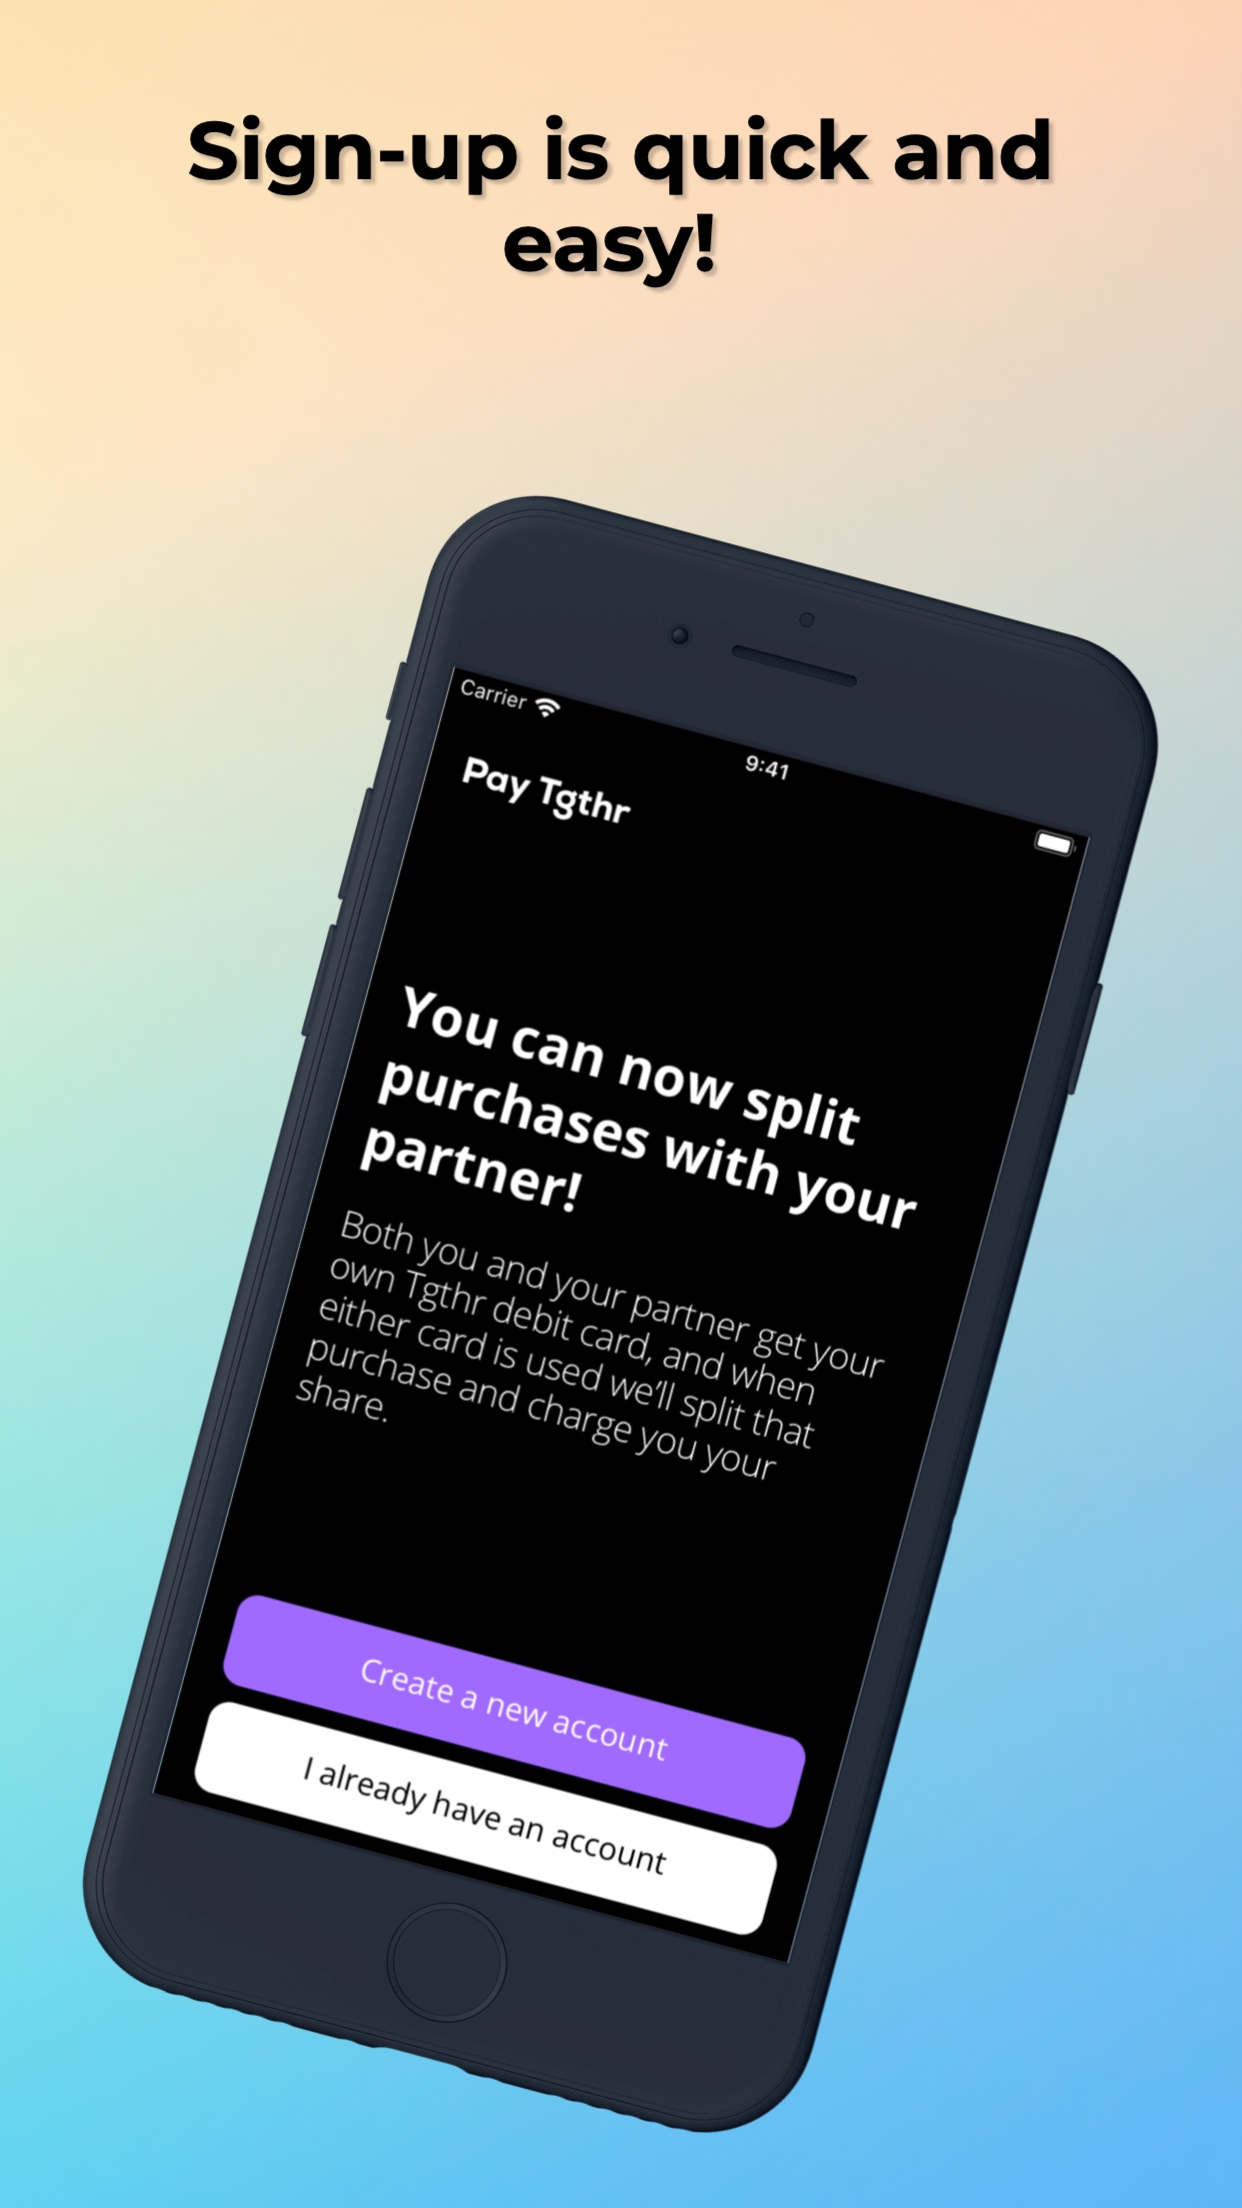 Sign-up is quick and
easy!
Carrier
9:41
Pay Tgthr
You can now split
purchases with your
partner!
Both you and your partner get your
own Tgthr debit card, and when
either card is used we'll split that
purchase and charge you your
share.
Create a new account
I already have an account